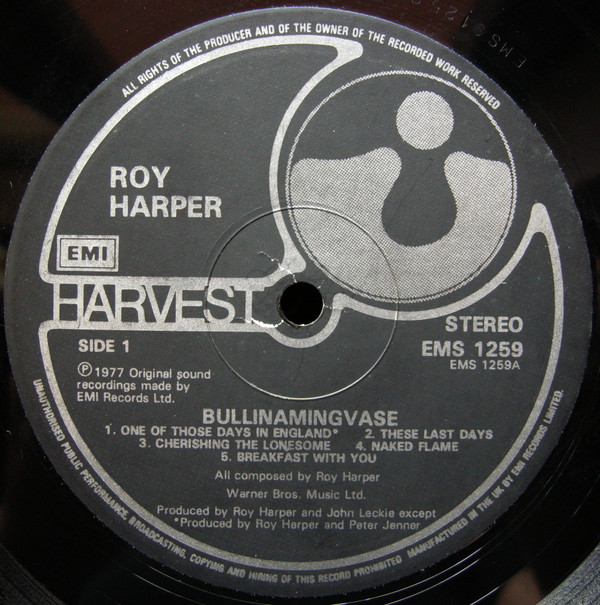 ALL RIGHTS OF THE PRODUCER AND OF THE OWNER OF THE RECORDED WORK RESERVED
ROY
HARPER
EMI
HARVEST
SIDE 1
STEREO
EMS 1259
EMS 1259A
Ⓟ 1977 Original sound
recordings made by
EMI Records Ltd.
BULLINAMINGVASE
1. ONE OF THOSE DAYS IN ENGLAND* 2. THESE LAST DAYS
3. CHERISHING THE LONESOME 4. NAKED FLAME
5. BREAKFAST WITH YOU
All composed by Roy Harper
Warner Bros. Music Ltd.
Produced by Roy Harper and John Leckie except
*Produced by Roy Harper and Peter Jenner
UNAUTHORISED PUBLIC PERFORMANCE, BROADCASTING, COPYING AND HIRING OF THIS RECORD PROHIBITED MANUFACTURED IN THE UK BY EMI RECORDS LIMITED.